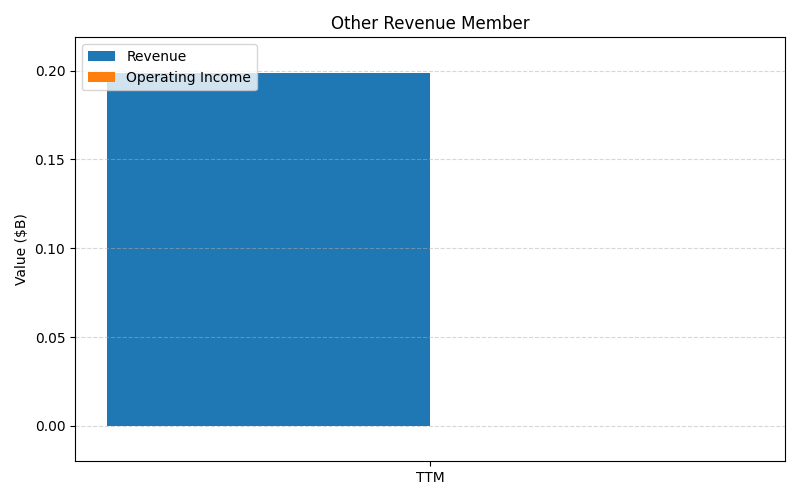 Other Revenue Member
Revenue
Operating Income
0.20
0.15
0.10
0.05
0.00
Value ($B)
TTM